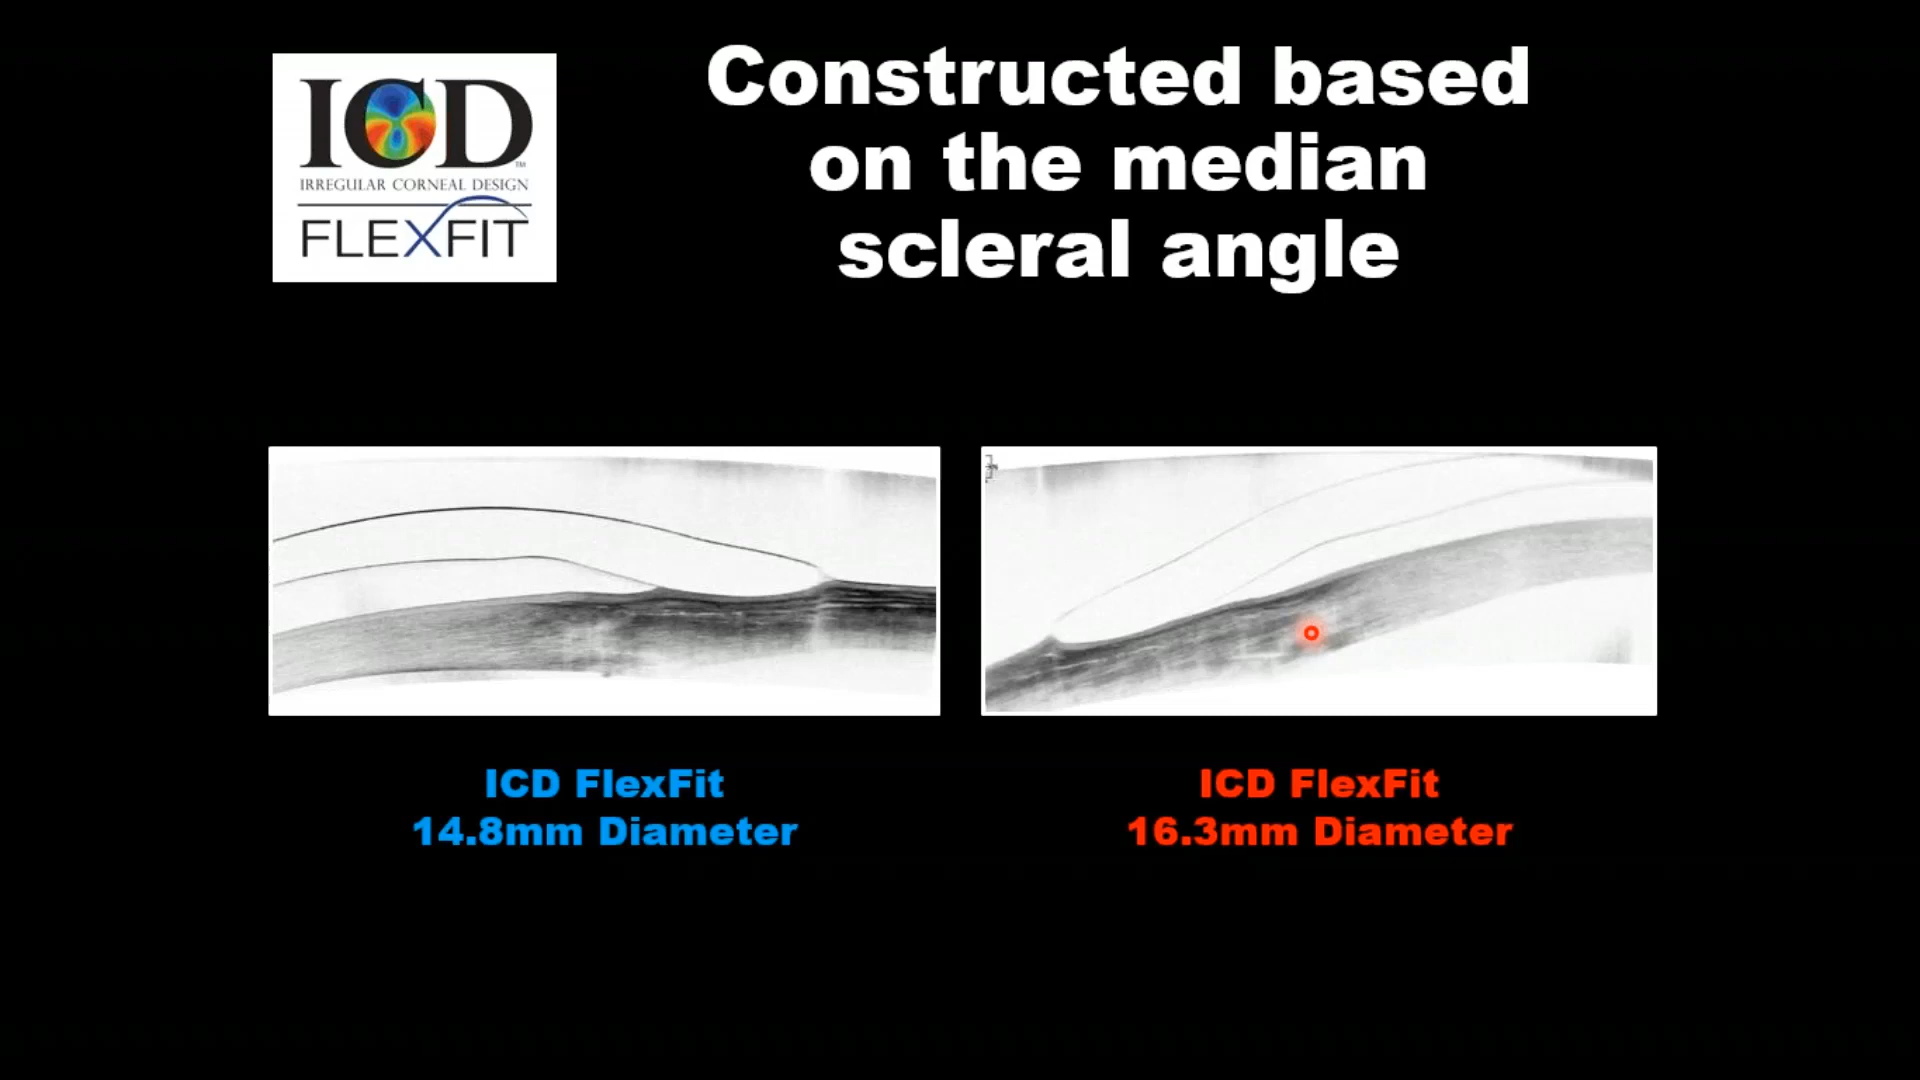 ICD™
IRREGULAR CORNEAL DESIGN
FLEXFIT
Constructed based
on the median
scleral angle
ICD FlexFit
14.8mm Diameter
ICD FlexFit
16.3mm Diameter